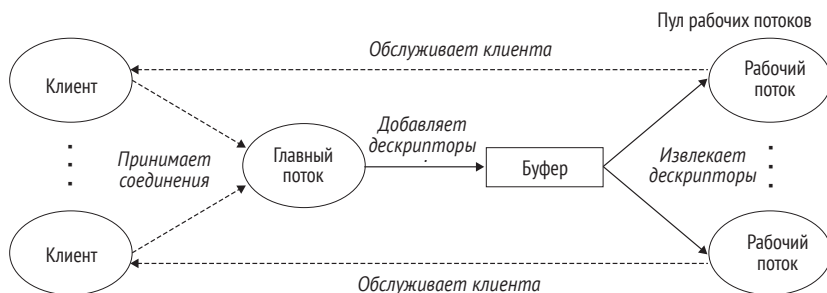 Пул рабочих потоков
Обслуживает клиента
Клиент
Рабочий
поток
Добавляет
дескрипторы
Принимает
соединения
Главный
поток
Буфер
Извлекает
дескрипторы
Клиент
Рабочий
поток
Обслуживает клиента